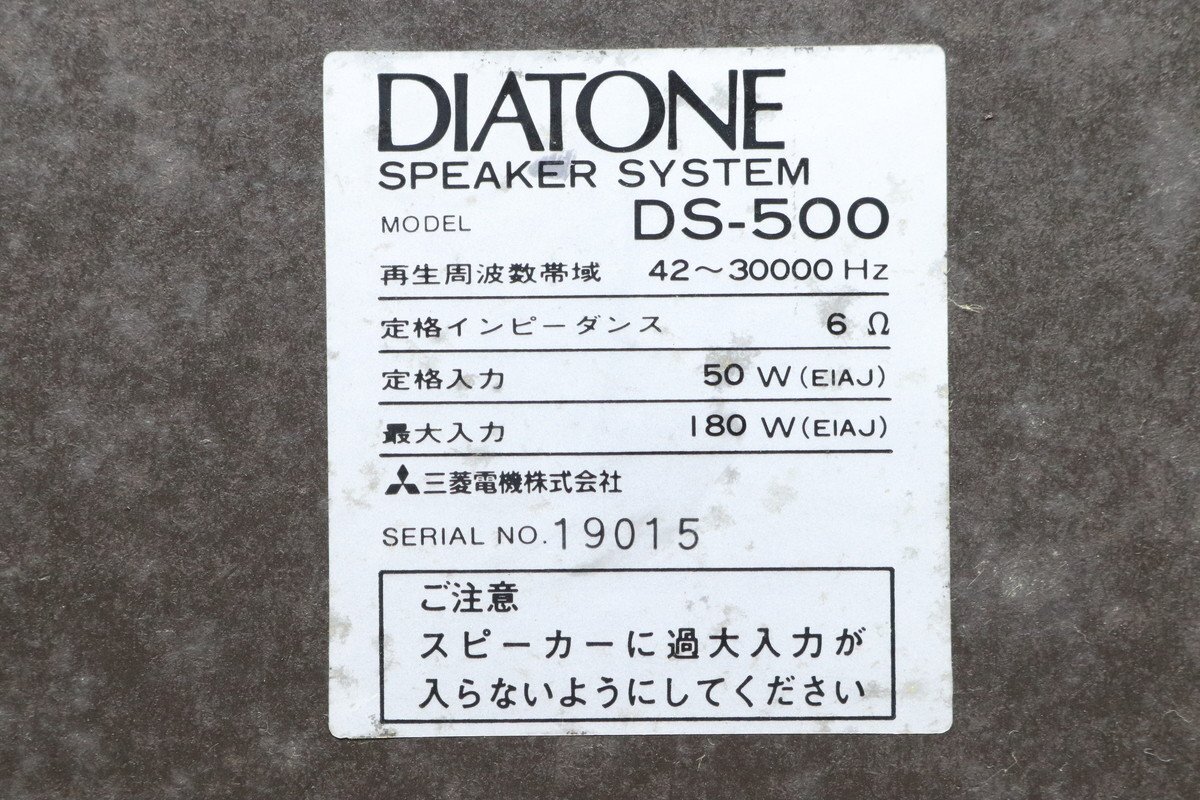 DIATONE
SPEAKER SYSTEM
MODEL DS-500
再生周波数帯域 42～30000 Hz
定格インピーダンス 6 Ω
定格入力 50 W (EIAJ)
最大入力 180 W (EIAJ)
三菱電機株式会社
SERIAL NO. 19015
ご注意
スピーカーに過大入力が
入らないようにしてください